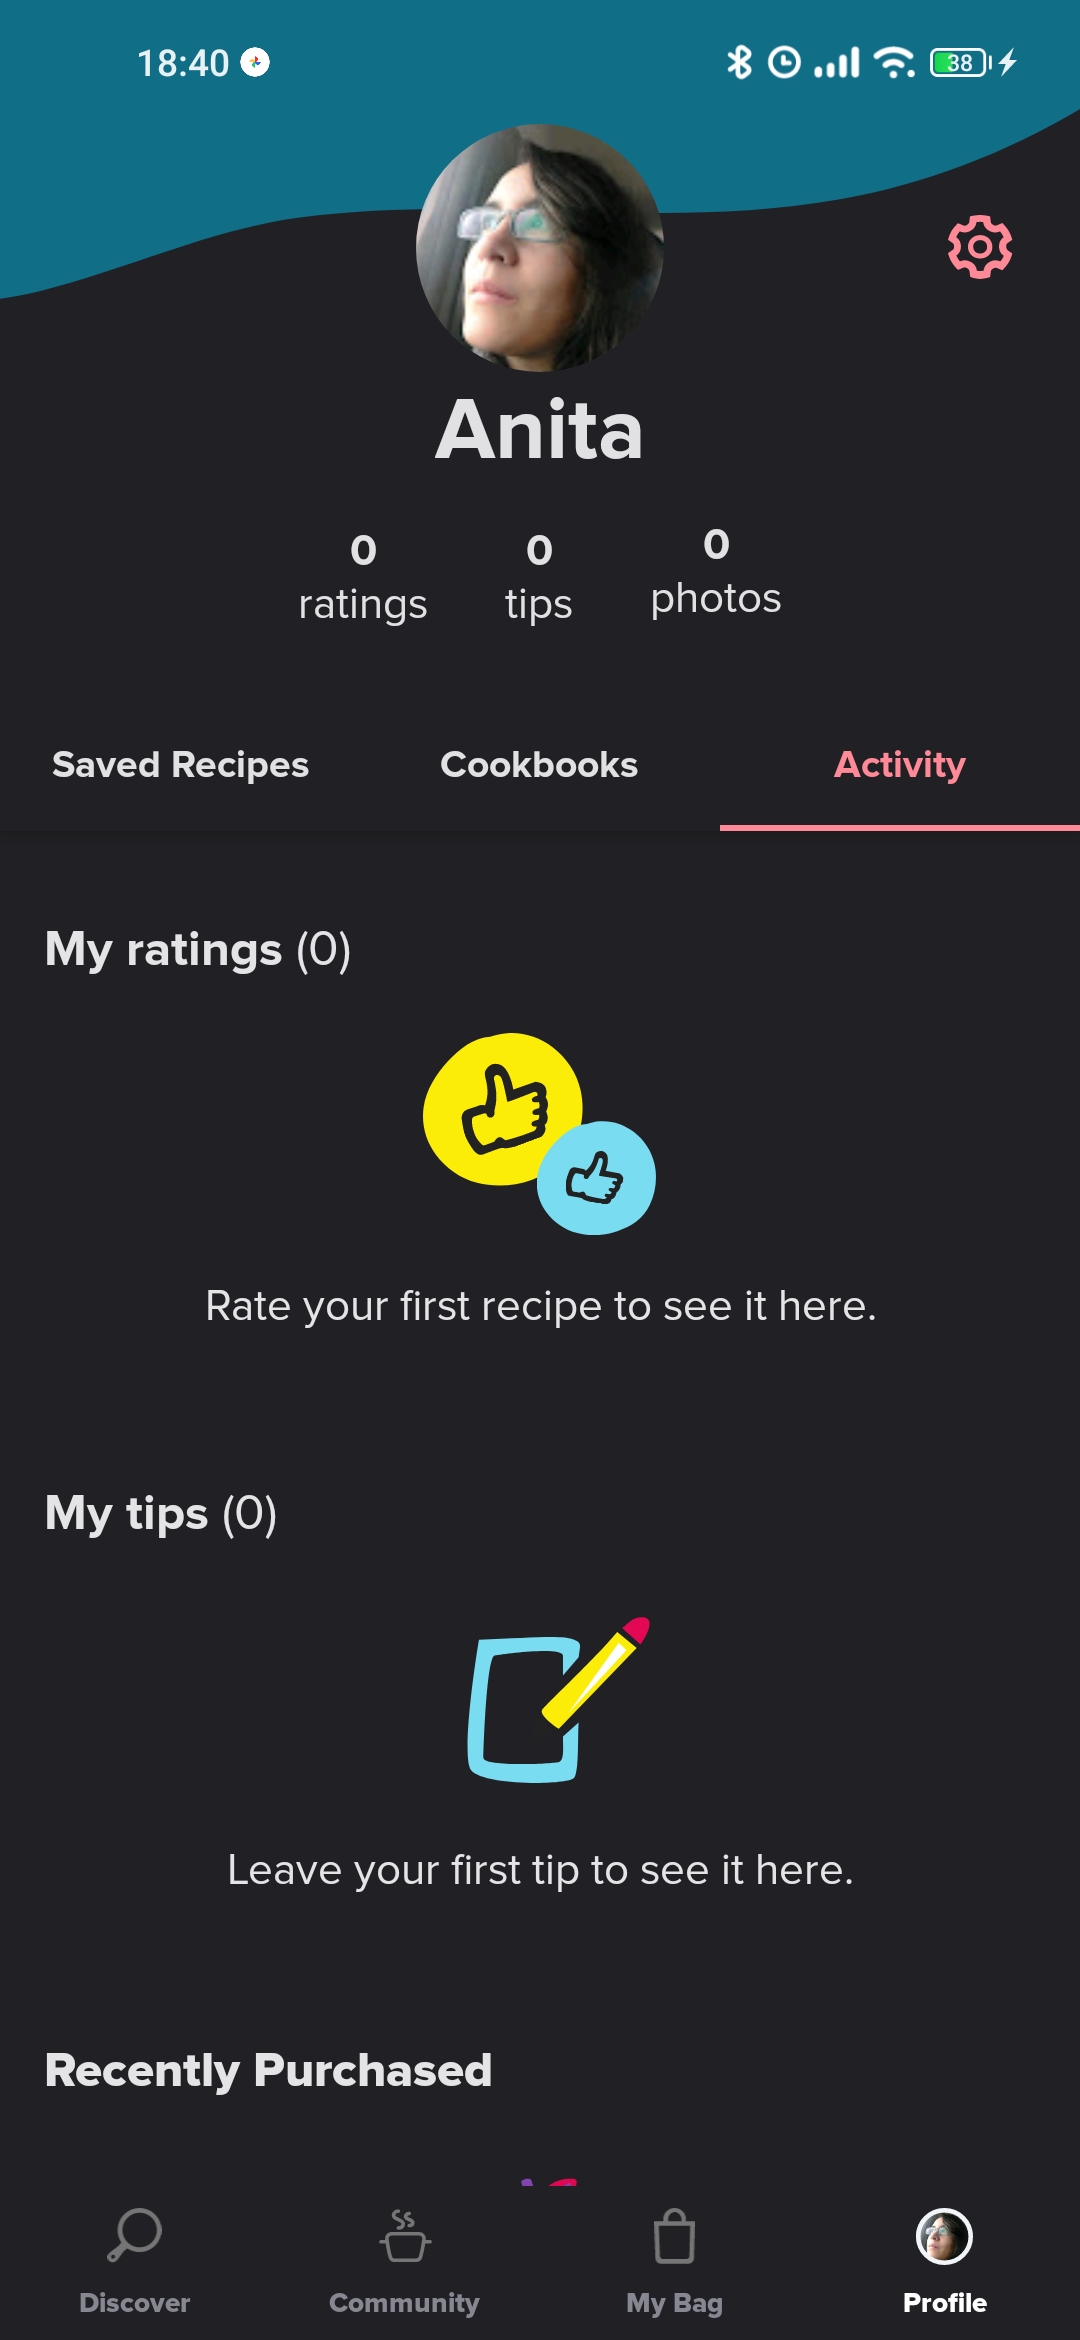 18:40
38
Anita
0 0 0
ratings tips photos
Saved Recipes Cookbooks Activity
My ratings (0)
Rate your first recipe to see it here.
My tips (0)
Leave your first tip to see it here.
Recently Purchased
Discover Community My Bag Profile